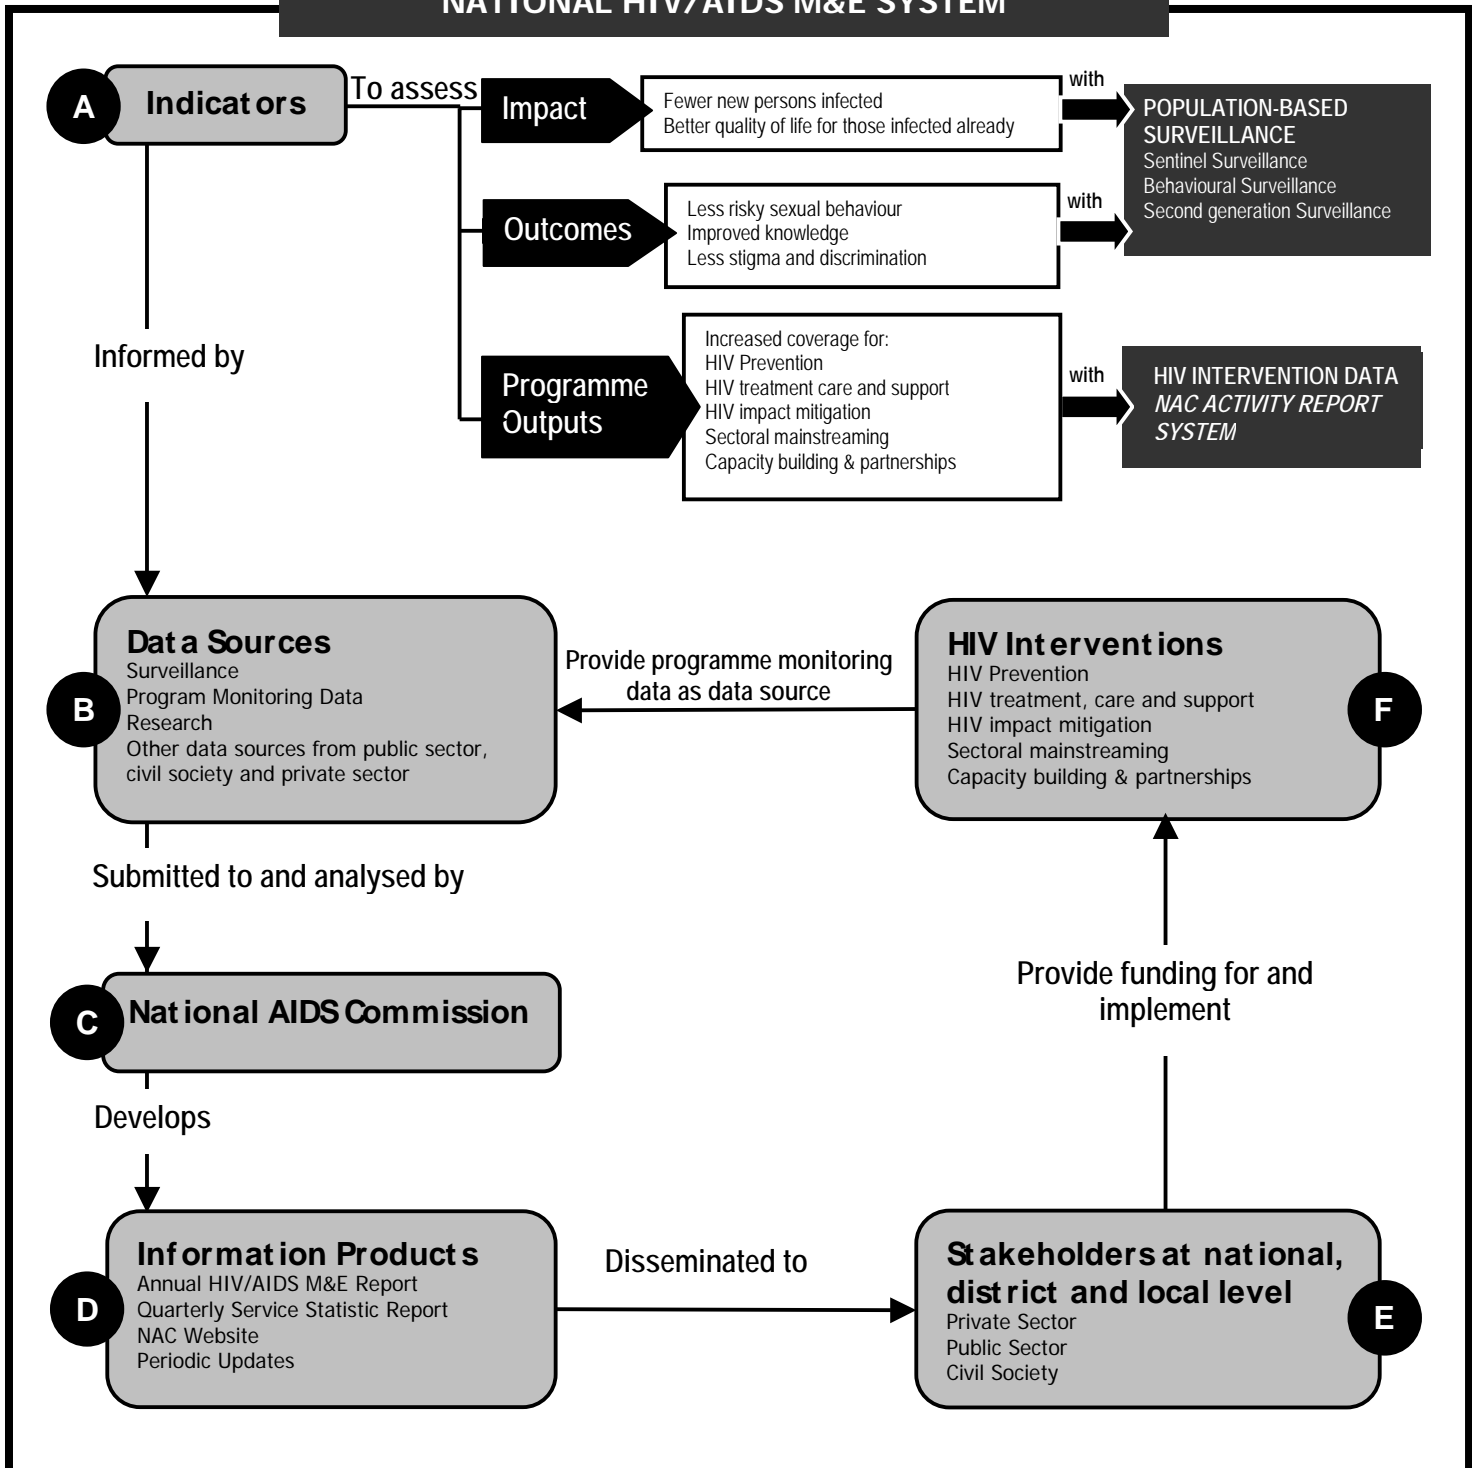 NATIONAL HIV/AIDS M&E SYSTEM
A
Indicators
To assess
Impact
Fewer new persons infected
Better quality of life for those infected already
with
POPULATION-BASED
SURVEILLANCE
Sentinel Surveillance
Behavioural Surveillance
Second generation Surveillance
Outcomes
Less risky sexual behaviour
Improved knowledge
Less stigma and discrimination
with
Programme
Outputs
Increased coverage for:
HIV Prevention
HIV treatment care and support
HIV impact mitigation
Sectoral mainstreaming
Capacity building & partnerships
with
HIV INTERVENTION DATA
NAC ACTIVITY REPORT
SYSTEM
Informed by
B
Data Sources
Surveillance
Program Monitoring Data
Research
Other data sources from public sector,
civil society and private sector
Provide programme monitoring
data as data source
HIV Interventions
HIV Prevention
HIV treatment, care and support
HIV impact mitigation
Sectoral mainstreaming
Capacity building & partnerships
F
Submitted to and analysed by
C
National AIDS Commission
Provide funding for and
implement
Develops
D
Information Products
Annual HIV/AIDS M&E Report
Quarterly Service Statistic Report
NAC Website
Periodic Updates
Disseminated to
Stakeholders at national,
district and local level
Private Sector
Public Sector
Civil Society
E